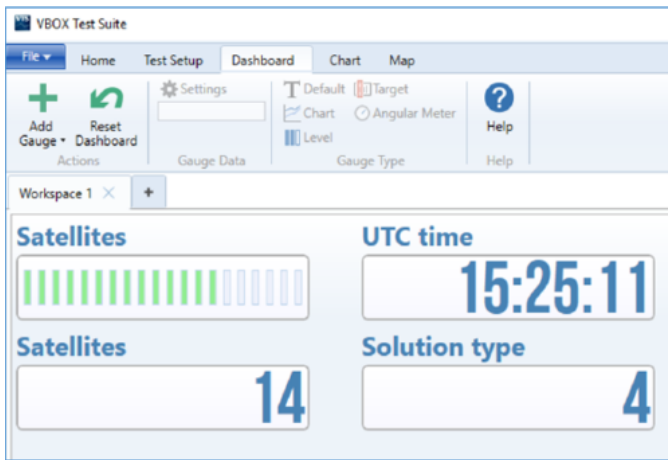 VBOX Test Suite
File Home Test Setup Dashboard Chart Map
Add Gauge
Reset Dashboard
Actions
Settings
Gauge Data
Default Target
Chart Angular Meter
Level
Gauge Type
Help
Help
Workspace 1 × +
Satellites
UTC time
15:25:11
Satellites
14
Solution type
4